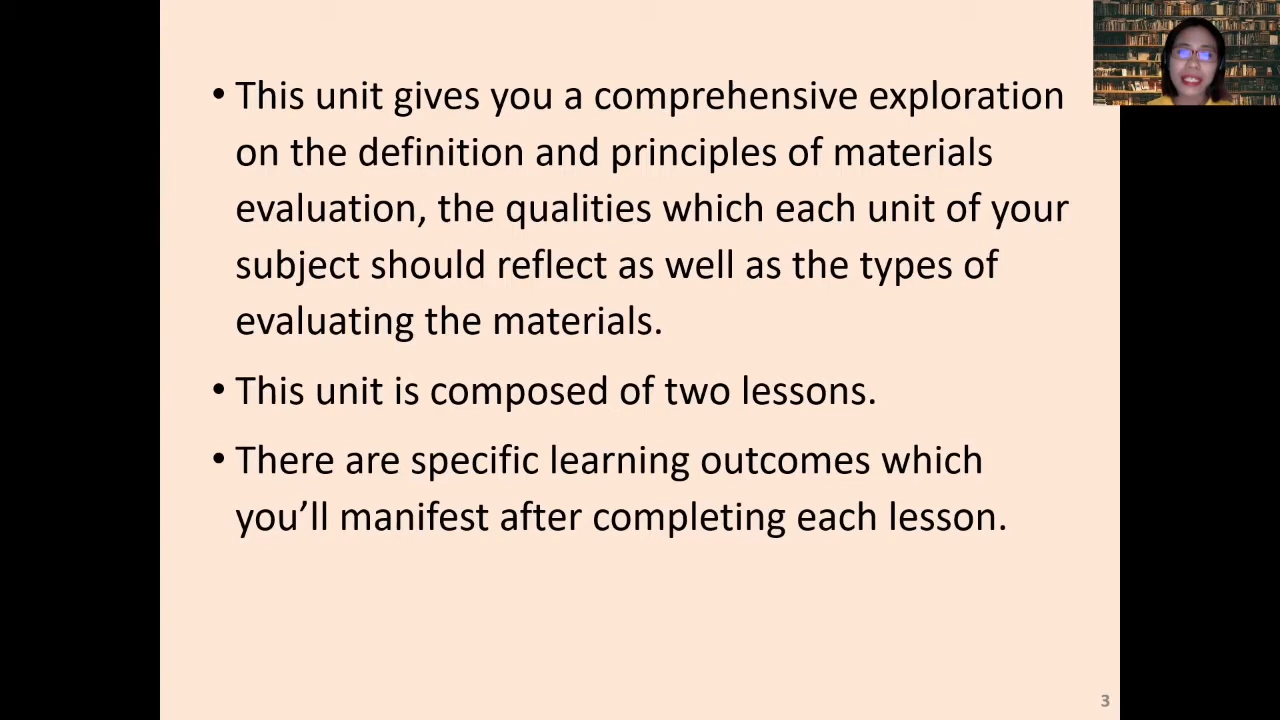 • This unit gives you a comprehensive exploration
on the definition and principles of materials
evaluation, the qualities which each unit of your
subject should reflect as well as the types of
evaluating the materials.
• This unit is composed of two lessons.
• There are specific learning outcomes which
you’ll manifest after completing each lesson.
3